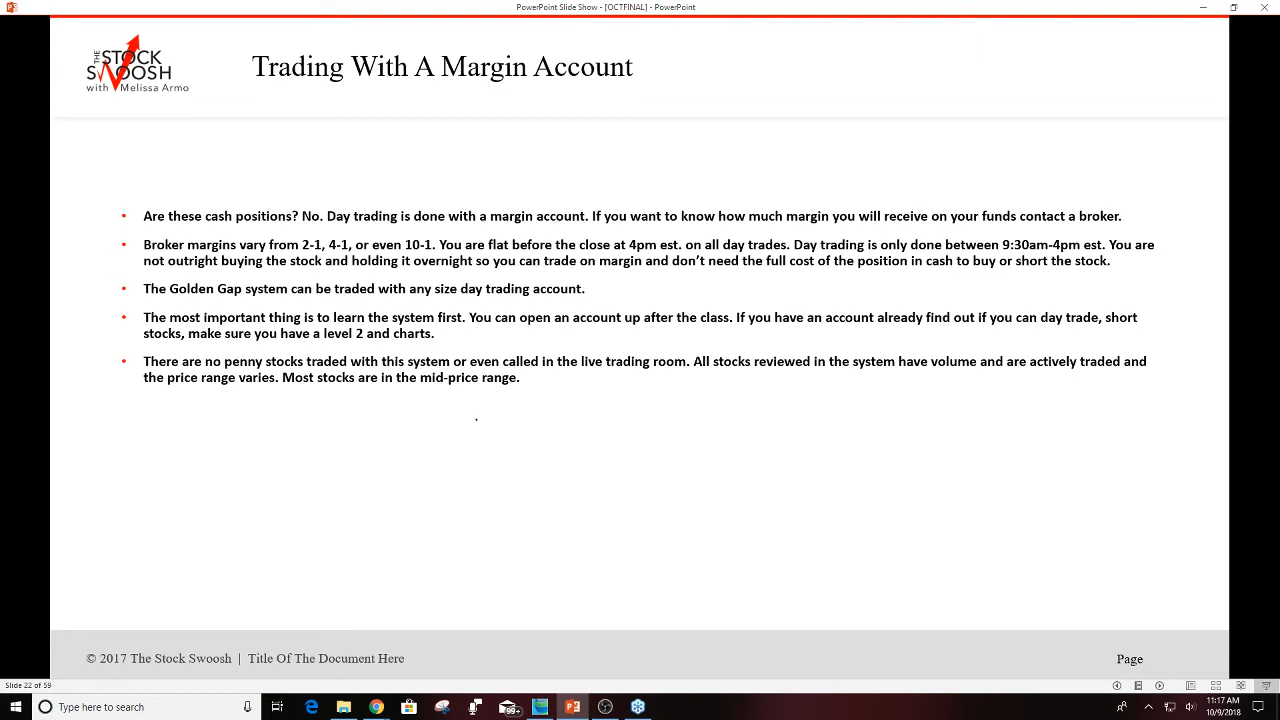 PowerPoint Slide Show - [OCTFINAL] - PowerPoint
THE STOCK
SWOOSH
with Melissa Armo
Trading With A Margin Account
• Are these cash positions? No. Day trading is done with a margin account. If you want to know how much margin you will receive on your funds contact a broker.
• Broker margins vary from 2-1, 4-1, or even 10-1. You are flat before the close at 4pm est. on all day trades. Day trading is only done between 9:30am-4pm est. You are
not outright buying the stock and holding it overnight so you can trade on margin and don’t need the full cost of the position in cash to buy or short the stock.
• The Golden Gap system can be traded with any size day trading account.
• The most important thing is to learn the system first. You can open an account up after the class. If you have an account already find out if you can day trade, short
stocks, make sure you have a level 2 and charts.
• There are no penny stocks traded with this system or even called in the live trading room. All stocks reviewed in the system have volume and are actively traded and
the price range varies. Most stocks are in the mid-price range.
© 2017 The Stock Swoosh | Title Of The Document Here
Page
Slide 22 of 59
Type here to search
99+
11:17 AM
10/9/2018